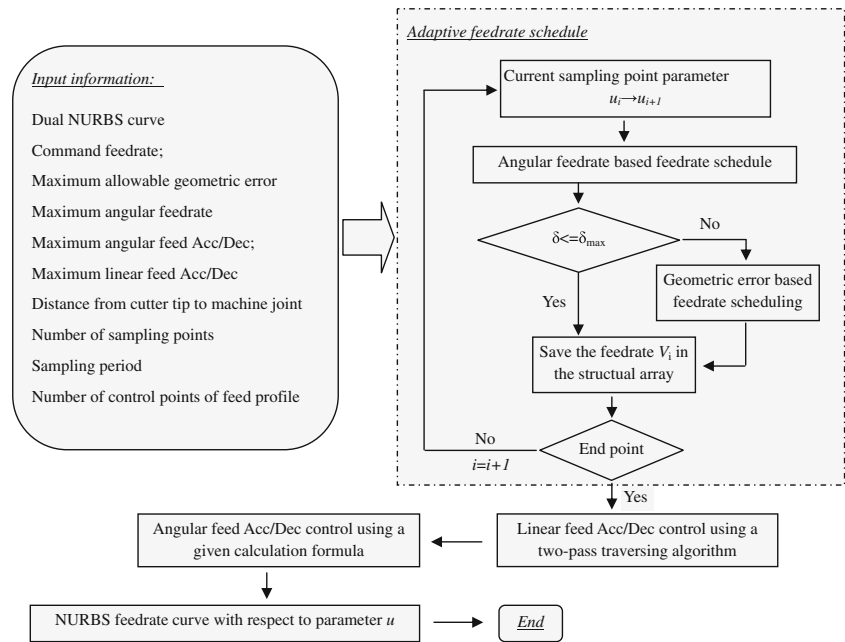 Input information:
Dual NURBS curve
Command feedrate;
Maximum allowable geometric error
Maximum angular feedrate
Maximum angular feed Acc/Dec;
Maximum linear feed Acc/Dec
Distance from cutter tip to machine joint
Number of sampling points
Sampling period
Number of control points of feed profile
Adaptive feedrate schedule
Current sampling point parameter
u_i→u_{i+1}
Angular feedrate based feedrate schedule
δ<=δ_max
No
Geometric error based
feedrate scheduling
Yes
Save the feedrate V_i in
the structual array
End point
No
i=i+1
Yes
Linear feed Acc/Dec control using a
two-pass traversing algorithm
Angular feed Acc/Dec control using a
given calculation formula
NURBS feedrate curve with respect to parameter u
End